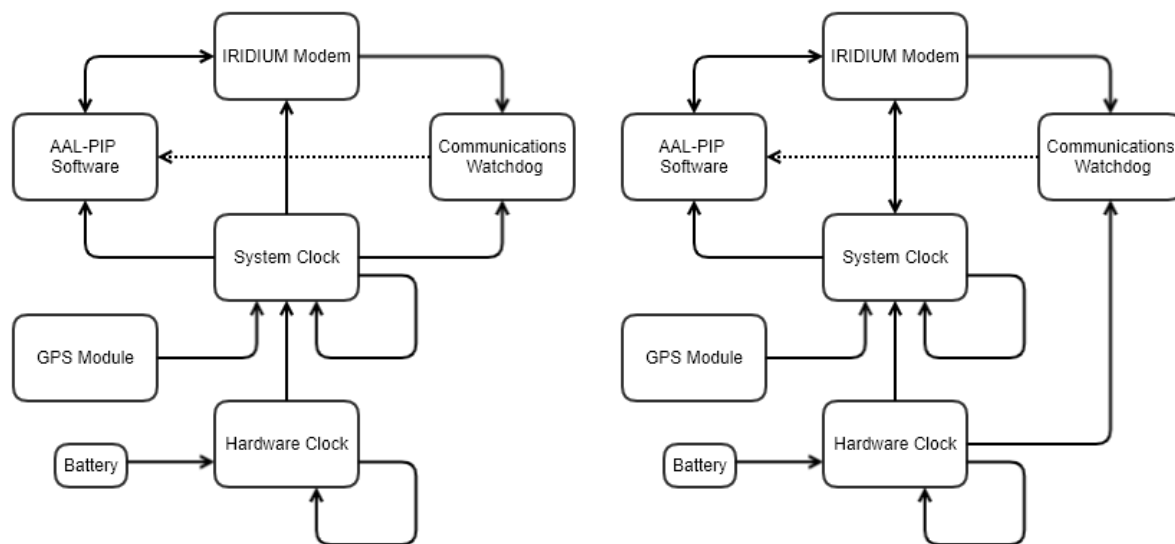 IRIDIUM Modem
AAL-PIP
Software
Communications
Watchdog
System Clock
GPS Module
Hardware Clock
Battery
IRIDIUM Modem
AAL-PIP
Software
Communications
Watchdog
System Clock
GPS Module
Hardware Clock
Battery